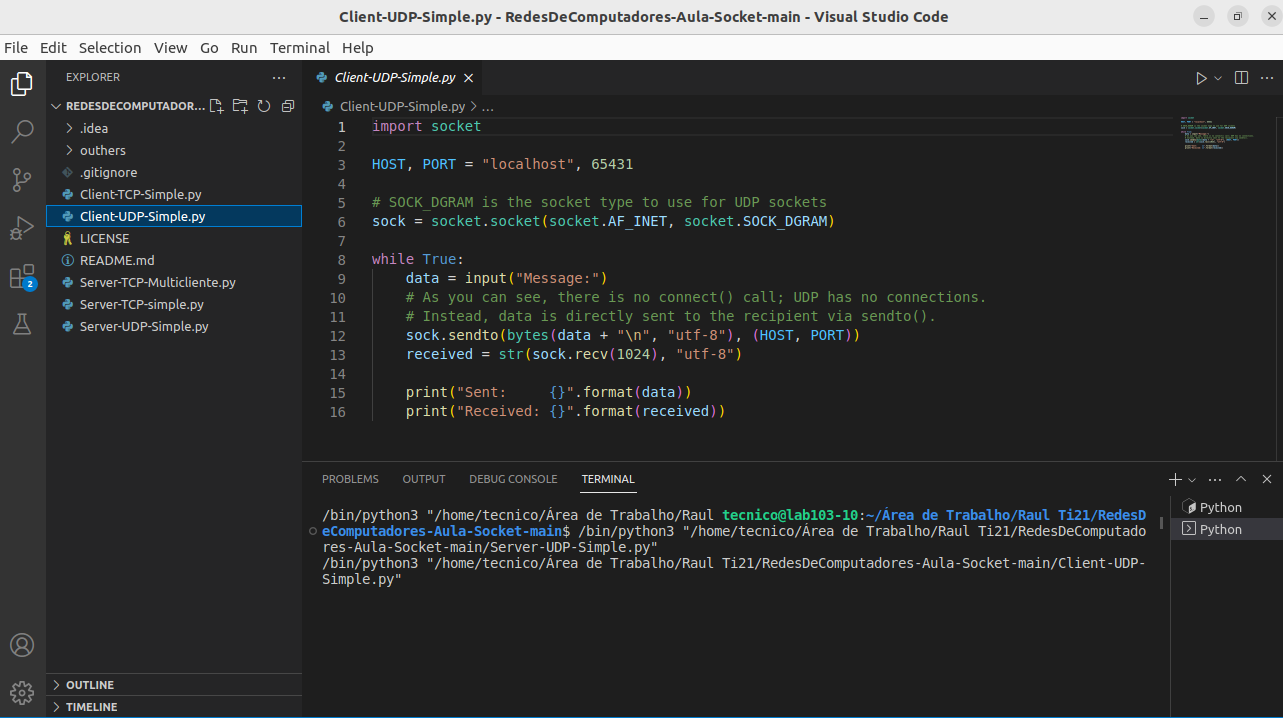 Client-UDP-Simple.py - RedesDeComputadores-Aula-Socket-main - Visual Studio Code
File Edit Selection View Go Run Terminal Help
EXPLORER
REDESDECOMPUTADOR...
.idea
outhers
.gitignore
Client-TCP-Simple.py
Client-UDP-Simple.py
LICENSE
README.md
Server-TCP-Multicliente.py
Server-TCP-simple.py
Server-UDP-Simple.py
OUTLINE
TIMELINE
2
Client-UDP-Simple.py
Client-UDP-Simple.py > ...
1 import socket
2
3 HOST, PORT = "localhost", 65431
4
5 # SOCK_DGRAM is the socket type to use for UDP sockets
6 sock = socket.socket(socket.AF_INET, socket.SOCK_DGRAM)
7
8 while True:
9     data = input("Message:")
10     # As you can see, there is no connect() call; UDP has no connections.
11     # Instead, data is directly sent to the recipient via sendto().
12     sock.sendto(bytes(data + "\n", "utf-8"), (HOST, PORT))
13     received = str(sock.recv(1024), "utf-8")
14
15     print("Sent:     {}".format(data))
16     print("Received: {}".format(received))
PROBLEMS OUTPUT DEBUG CONSOLE TERMINAL
/bin/python3 "/home/tecnico/Área de Trabalho/Raul tecnico@lab103-10:~/Área de Trabalho/Raul Ti21/RedesD
eComputadores-Aula-Socket-main$ /bin/python3 "/home/tecnico/Área de Trabalho/Raul Ti21/RedesDeComputado
res-Aula-Socket-main/Server-UDP-Simple.py"
/bin/python3 "/home/tecnico/Área de Trabalho/Raul Ti21/RedesDeComputadores-Aula-Socket-main/Client-UDP-
Simple.py"
Python
Python